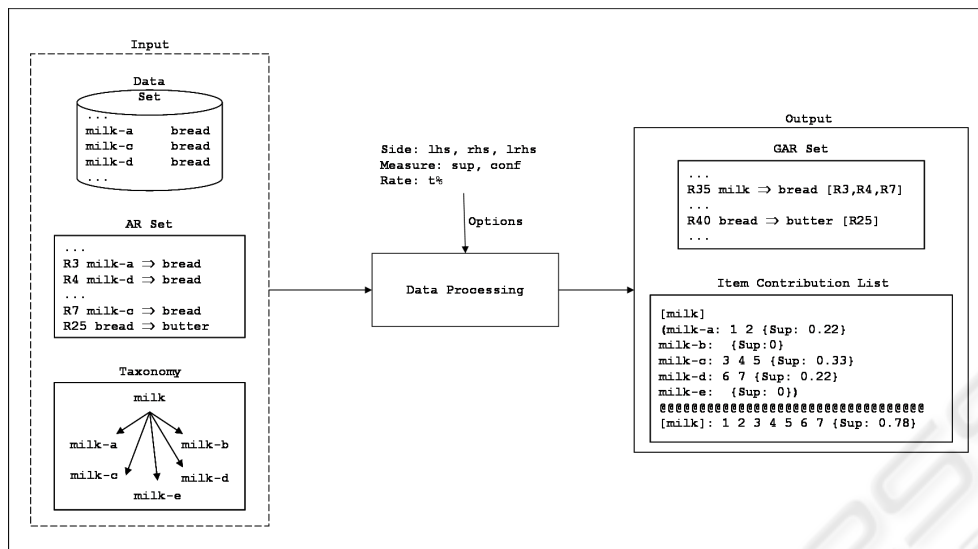 Input
Data
Set
...
milk-a bread
milk-c bread
milk-d bread
...
AR Set
...
R3 milk-a ⇒ bread
R4 milk-d ⇒ bread
...
R7 milk-c ⇒ bread
R25 bread ⇒ butter
Taxonomy
milk
milk-a
milk-b
milk-c
milk-d
milk-e
Side: lhs, rhs, lrhs
Measure: sup, conf
Rate: t%
Options
Data Processing
Output
GAR Set
...
R35 milk ⇒ bread [R3,R4,R7]
...
R40 bread ⇒ butter [R25]
...
Item Contribution List
[milk]
(milk-a: 1 2 {Sup: 0.22}
milk-b: {Sup:0}
milk-c: 3 4 5 {Sup: 0.33}
milk-d: 6 7 {Sup: 0.22}
milk-e: {Sup: 0})
@@@@@@@@@@@@@@@@@@@@@@@@@@@@@@@@@@
[milk]: 1 2 3 4 5 6 7 {Sup: 0.78}